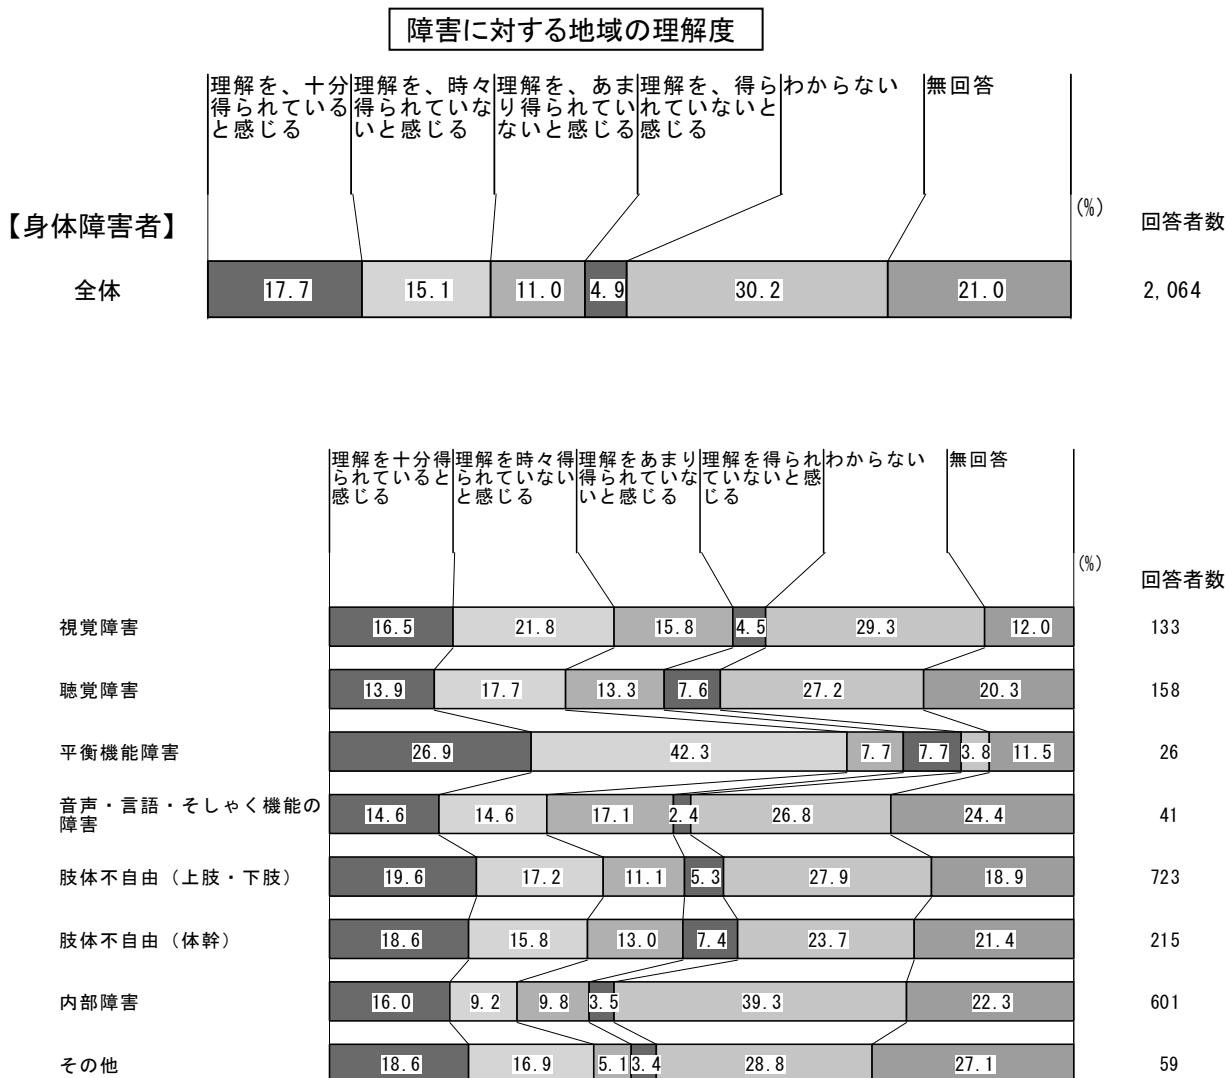 障害に対する地域の理解度
理解を、十分
得られている
と感じる
理解を、時々
得られていな
いと感じる
理解を、あま
り得られてい
ないと感じる
理解を、得ら
れていないと
感じる
わからない
無回答
(%)
【身体障害者】
回答者数
全体 17.7 15.1 11.0 4.9 30.2 21.0 2,064
理解を十分得
られていると
感じる
理解を時々得
られていない
と感じる
理解をあまり
得られていな
いと感じる
理解を得られ
ていないと感
じる
わからない
無回答
(%)
回答者数
視覚障害 16.5 21.8 15.8 4.5 29.3 12.0 133
聴覚障害 13.9 17.7 13.3 7.6 27.2 20.3 158
平衡機能障害 26.9 42.3 7.7 7.7 3.8 11.5 26
音声・言語・そしゃく機能の
障害 14.6 14.6 17.1 2.4 26.8 24.4 41
肢体不自由（上肢・下肢） 19.6 17.2 11.1 5.3 27.9 18.9 723
肢体不自由（体幹） 18.6 15.8 13.0 7.4 23.7 21.4 215
内部障害 16.0 9.2 9.8 3.5 39.3 22.3 601
その他 18.6 16.9 5.1 3.4 28.8 27.1 59